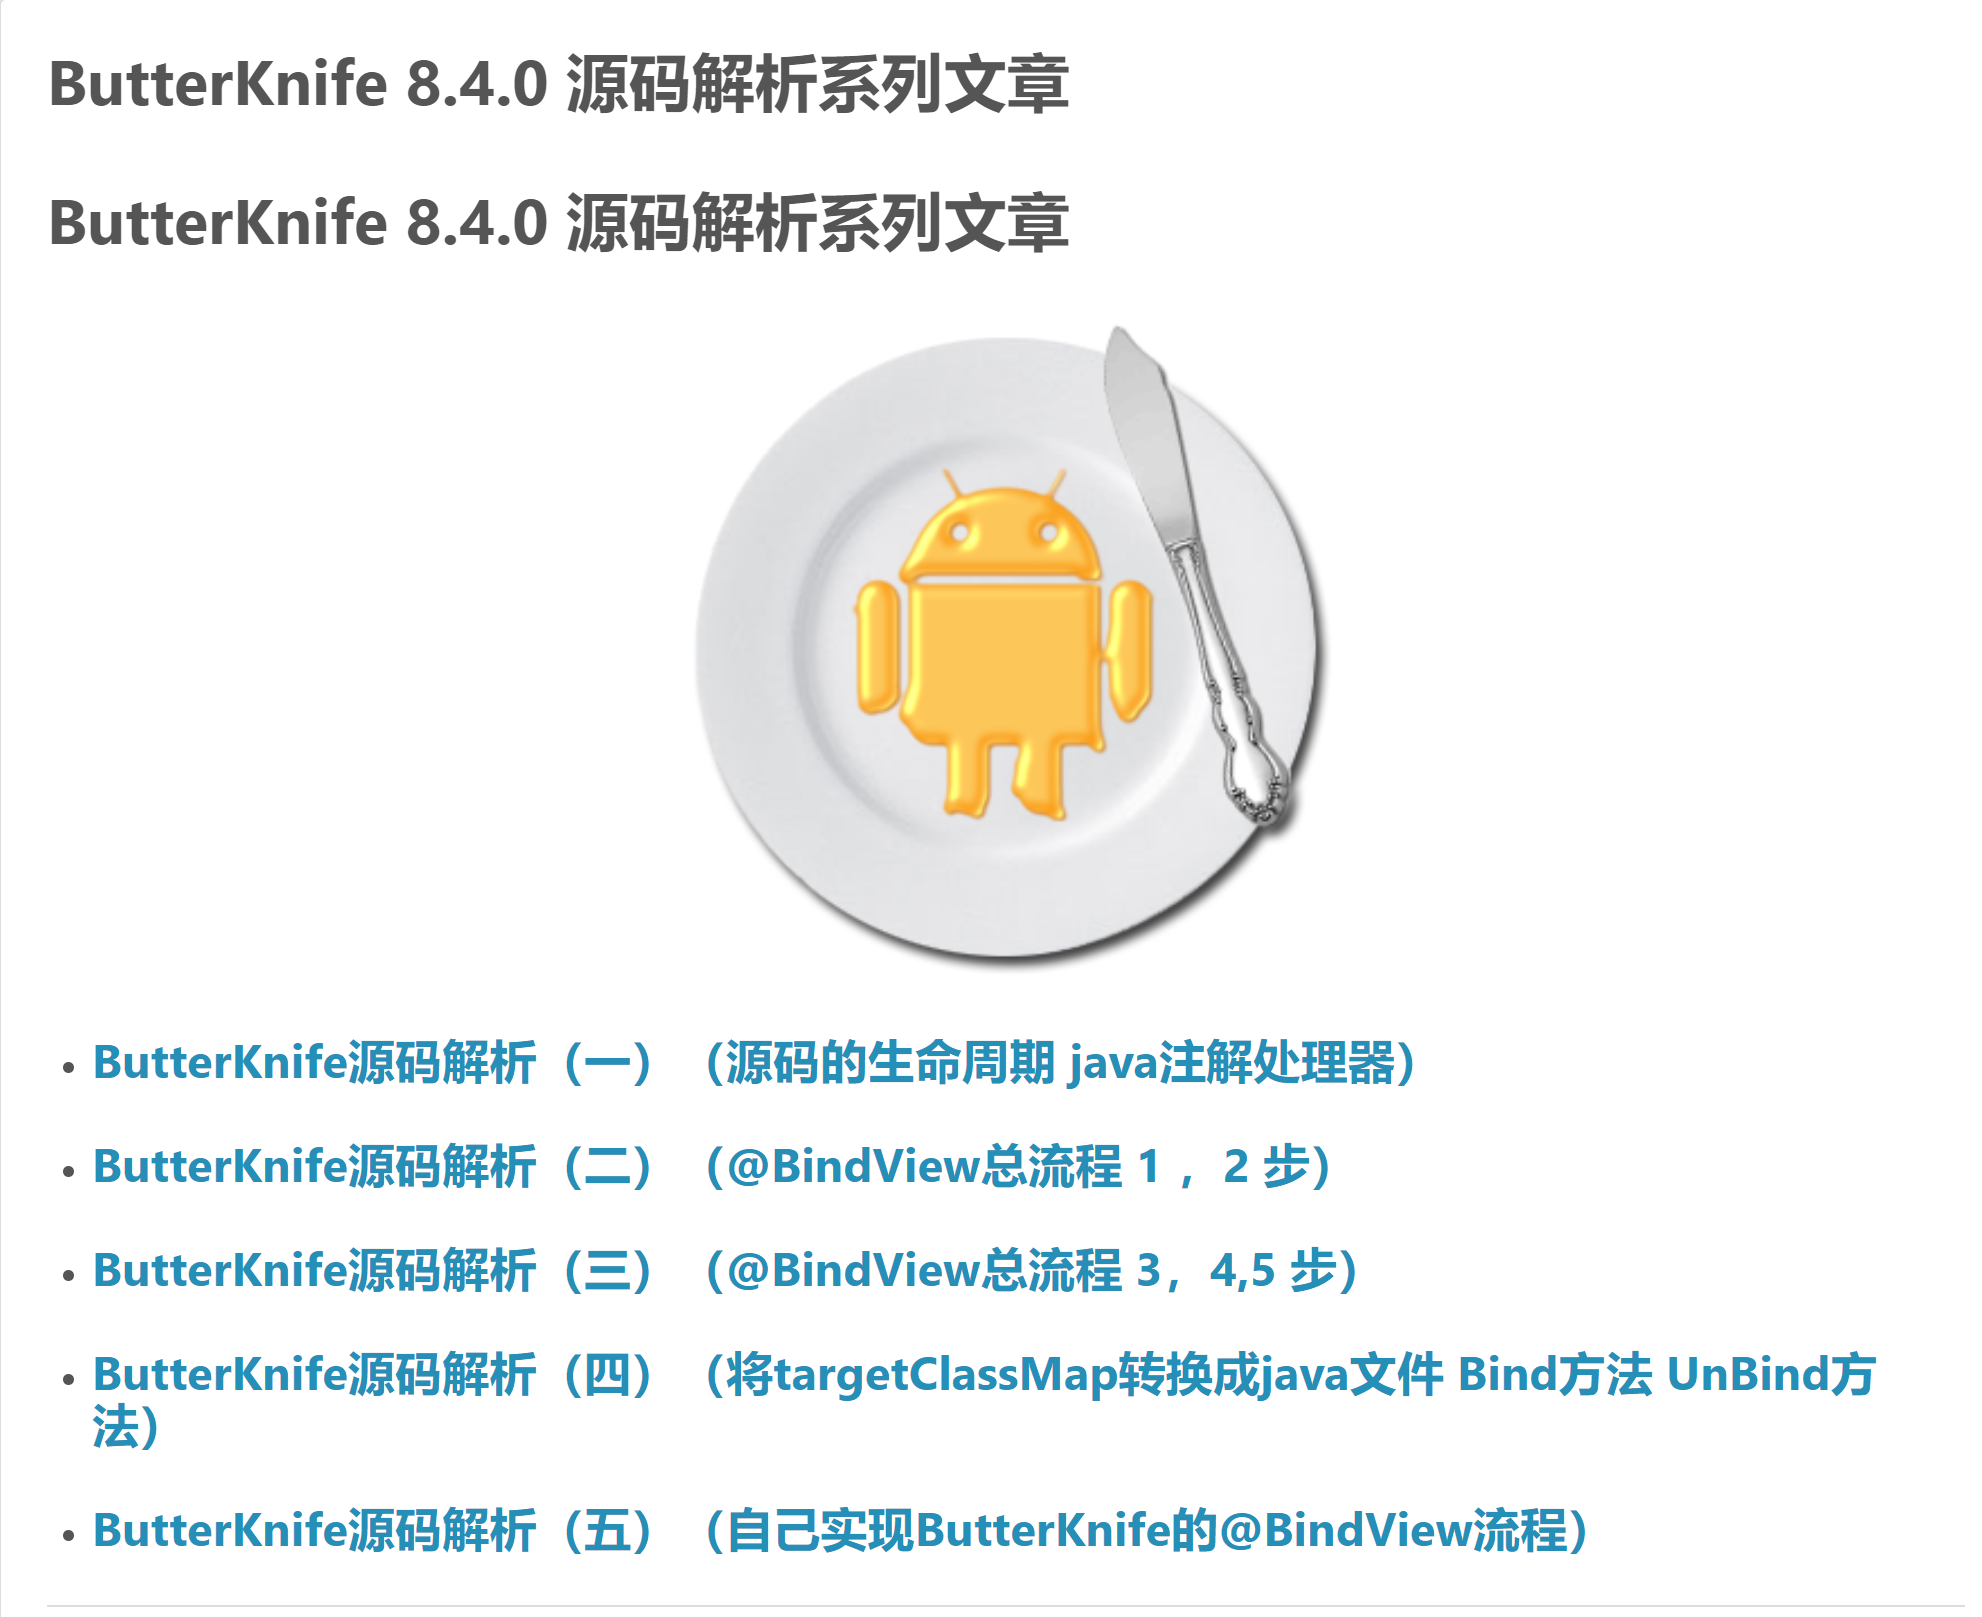 ButterKnife 8.4.0 源码解析系列文章
ButterKnife 8.4.0 源码解析系列文章
ButterKnife源码解析（一）（源码的生命周期 java注解处理器）
ButterKnife源码解析（二）（@BindView总流程 1 ，2 步）
ButterKnife源码解析（三）（@BindView总流程 3，4,5 步）
ButterKnife源码解析（四）（将targetClassMap转换成java文件 Bind方法 UnBind方
法）
ButterKnife源码解析（五）（自己实现ButterKnife的@BindView流程）